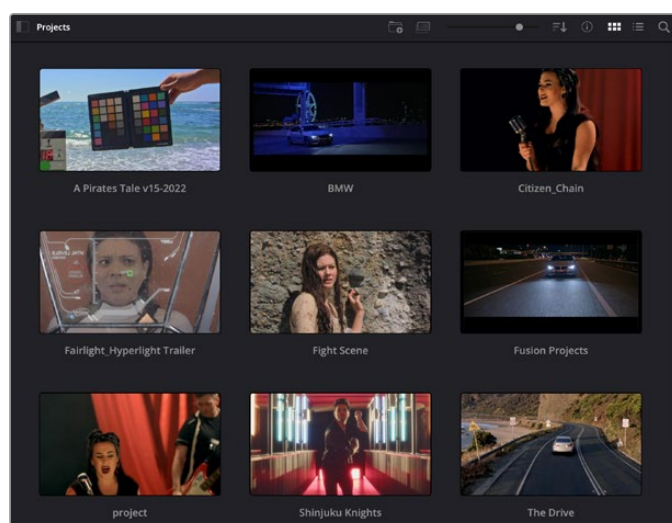 Projects
A Pirates Tale v15-2022
BMW
Citizen_Chain
Fairlight_Hyperlight Trailer
Fight Scene
Fusion Projects
project
Shinjuku Knights
The Drive